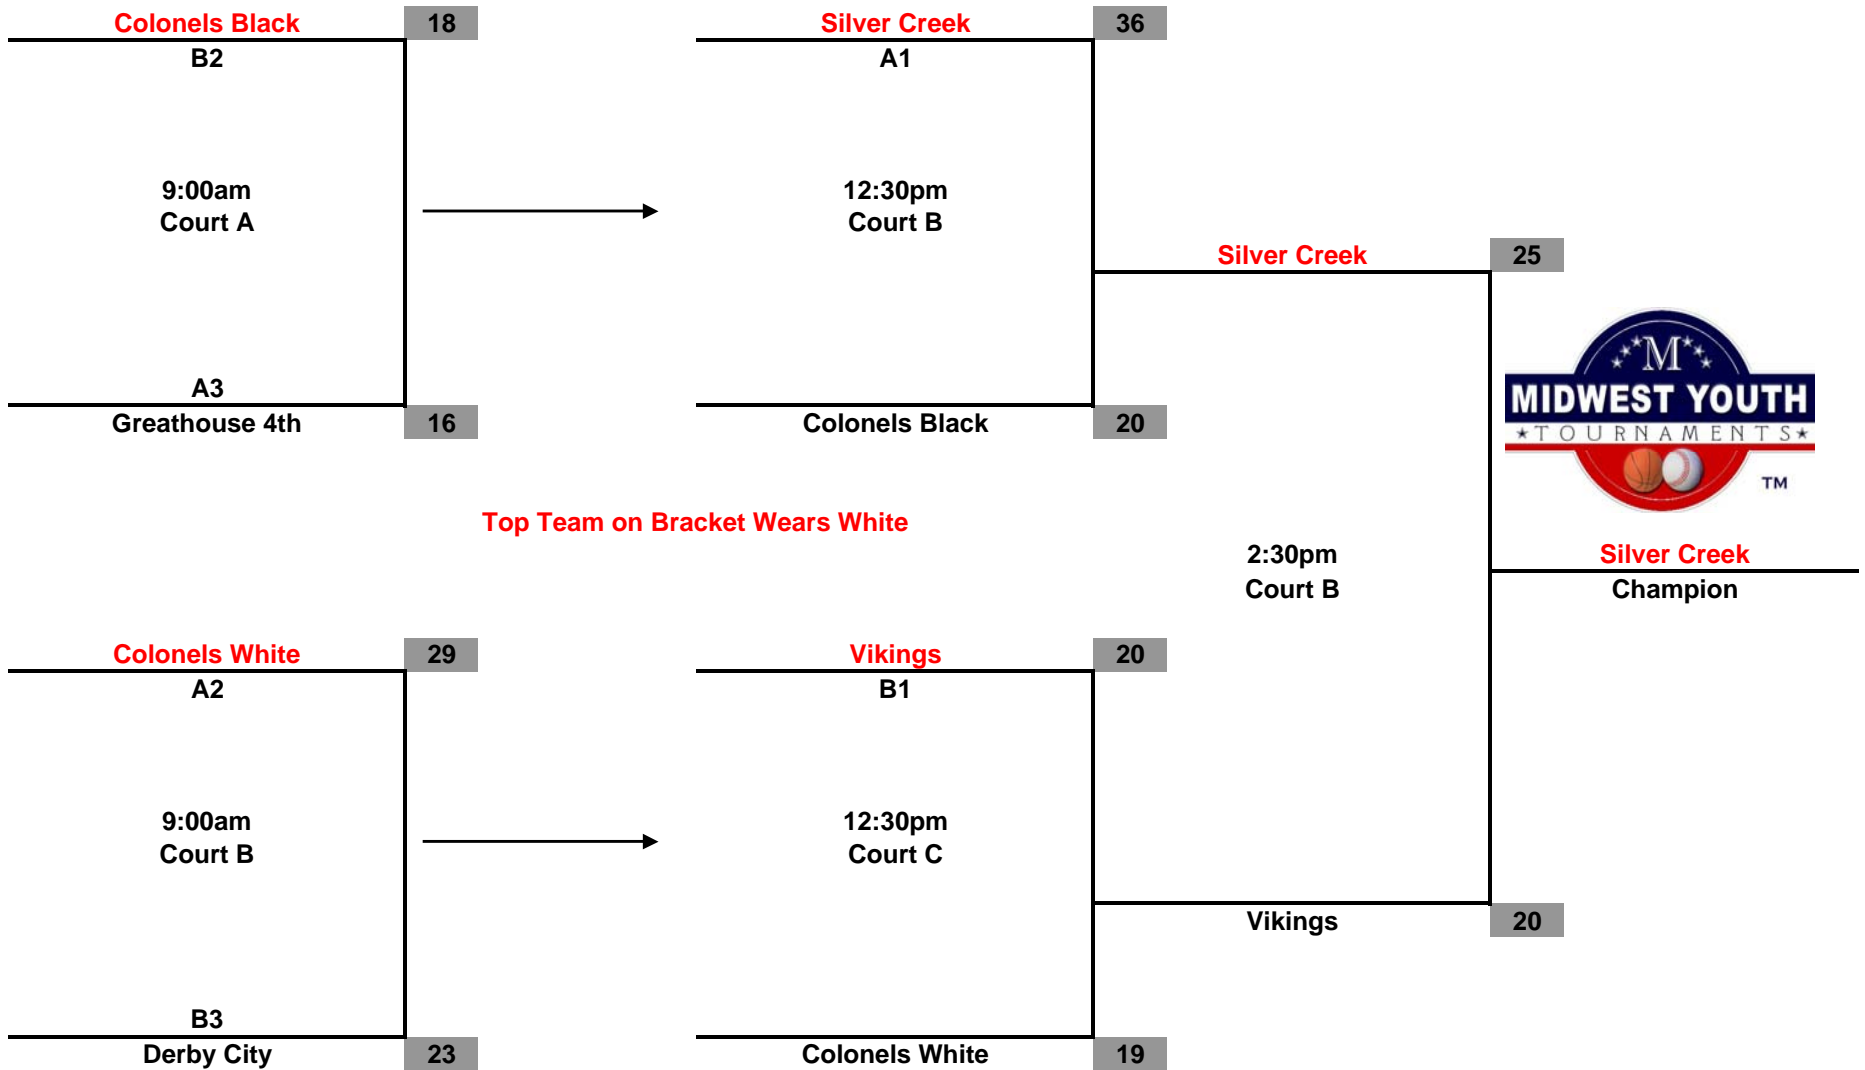 Colonels Black
18
B2
9:00am
Court A
A3
Greathouse 4th
16
Silver Creek
36
A1
12:30pm
Court B
Colonels Black
20
Silver Creek
25
M
MIDWEST YOUTH
TOURNAMENTS
TM
Top Team on Bracket Wears White
2:30pm
Court B
Silver Creek
Champion
Colonels White
29
A2
9:00am
Court B
B3
Derby City
23
Vikings
20
B1
12:30pm
Court C
Colonels White
19
Vikings
20